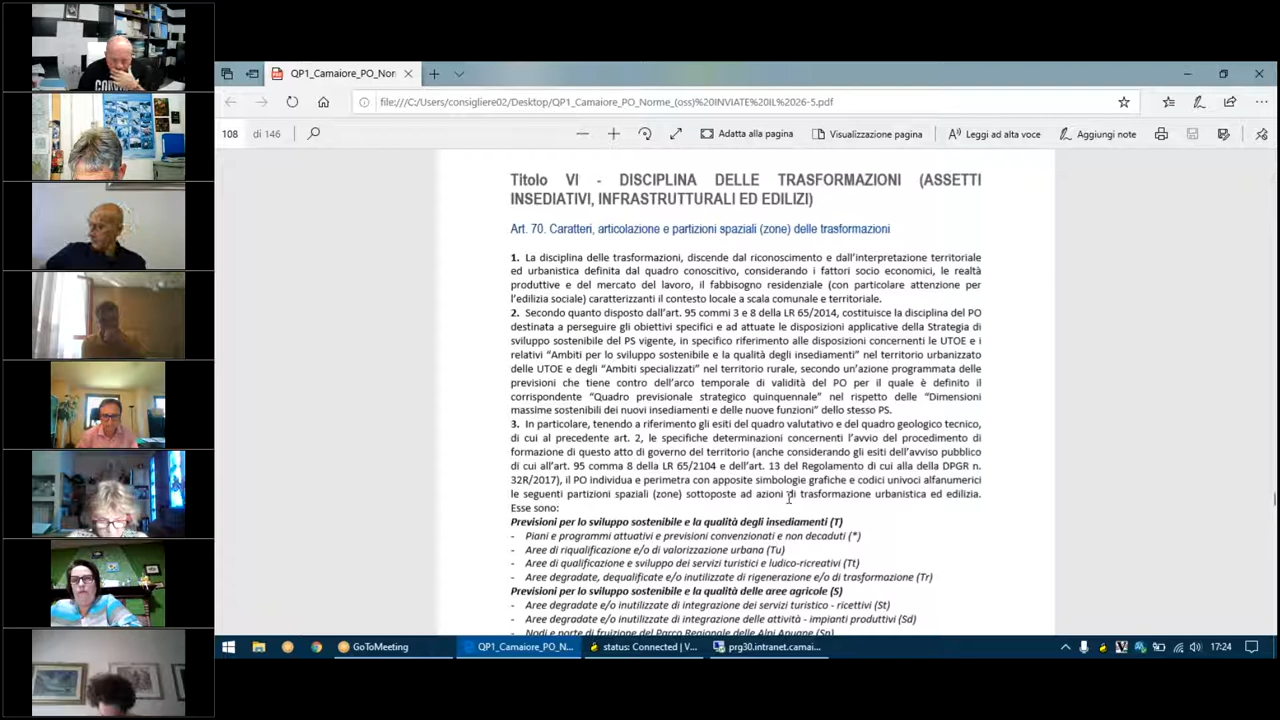 QP1_Camaiore_PO_Norr
file:///C:/Users/consigliere02/Desktop/QP1_Camaiore_PO_Norme_(oss)%20INVIATE%20IL%2026-5.pdf
108 di 146 Adatta alla pagina Visualizzazione pagina Leggi ad alta voce Aggiungi note
Titolo VI - DISCIPLINA DELLE TRASFORMAZIONI (ASSETTI
INSEDIATIVI, INFRASTRUTTURALI ED EDILIZI)
Art. 70. Caratteri, articolazione e partizioni spaziali (zone) delle trasformazioni
1. La disciplina delle trasformazioni, discende dal riconoscimento e dall'interpretazione territoriale
ed urbanistica definita dal quadro conoscitivo, considerando i fattori socio economici, le realtà
produttive e del mercato del lavoro, il fabbisogno residenziale (con particolare attenzione per
l'edilizia sociale) caratterizzanti il contesto locale a scala comunale e territoriale.
2. Secondo quanto disposto dall'art. 95 commi 3 e 8 della LR 65/2014, costituisce la disciplina del PO
destinata a perseguire gli obiettivi specifici e ad attuate le disposizioni applicative della Strategia di
sviluppo sostenibile del PS vigente, in specifico riferimento alle disposizioni concernenti le UTOE e i
relativi "Ambiti per lo sviluppo sostenibile e la qualità degli insediamenti" nel territorio urbanizzato
delle UTOE e degli "Ambiti specializzati" nel territorio rurale, secondo un'azione programmata delle
previsioni che tiene contro dell'arco temporale di validità del PO per il quale è definito il
corrispondente "Quadro previsionale strategico quinquennale" nel rispetto delle "Dimensioni
massime sostenibili dei nuovi insediamenti e delle nuove funzioni" dello stesso PS.
3. In particolare, tenendo a riferimento gli esiti del quadro valutativo e del quadro geologico tecnico,
di cui al precedente art. 2, le specifiche determinazioni concernenti l'avvio del procedimento di
formazione di questo atto di governo del territorio (anche considerando gli esiti dell'avviso pubblico
di cui all'art. 95 comma 8 della LR 65/2104 e dell'art. 13 del Regolamento di cui alla della DPGR n.
32R/2017), il PO individua e perimetra con apposite simbologie grafiche e codici univoci alfanumerici
le seguenti partizioni spaziali (zone) sottoposte ad azioni di trasformazione urbanistica ed edilizia.
Esse sono:
Previsioni per lo sviluppo sostenibile e la qualità degli insediamenti (T)
- Piani e programmi attuativi e previsioni convenzionati e non decaduti (*)
- Aree di riqualificazione e/o di valorizzazione urbana (Tu)
- Aree di qualificazione e sviluppo dei servizi turistici e ludico-ricreativi (Tt)
- Aree degradate, dequalificate e/o inutilizzate di rigenerazione e/o di trasformazione (Tr)
Previsioni per lo sviluppo sostenibile e la qualità delle aree agricole (S)
- Aree degradate e/o inutilizzate di integrazione dei servizi turistico - ricettivi (St)
- Aree degradate e/o inutilizzate di integrazione delle attività - impianti produttivi (Sd)
- Nodi e porte di fruizione del Parco Regionale delle Alpi Apuane (Sn)
GoToMeeting QP1_Camaiore_PO_N... status: Connected | V... prg30.intranet.camai... 17:24